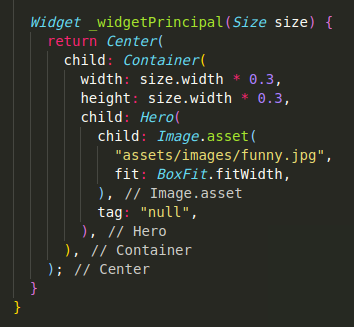 Widget _widgetPrincipal(Size size) {
return Center(
child: Container(
width: size.width * 0.3,
height: size.width * 0.3,
child: Hero(
child: Image.asset(
"assets/images/funny.jpg",
fit: BoxFit.fitWidth,
), // Image.asset
tag: "null",
), // Hero
), // Container
); // Center
}
}